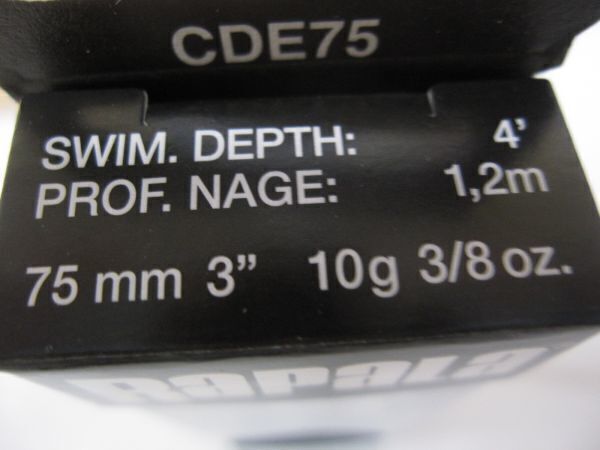 CDE75
SWIM. DEPTH: 4'
PROF. NAGE: 1,2m
75 mm 3" 10g 3/8 oz.
RAPALA